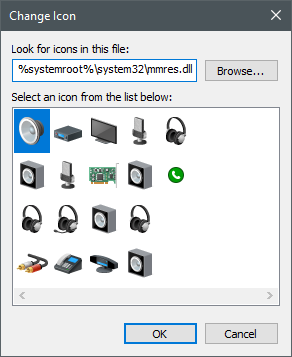 Change Icon
Look for icons in this file:
%systemroot%\system32\mmres.dll
Browse...
Select an icon from the list below:
OK
Cancel